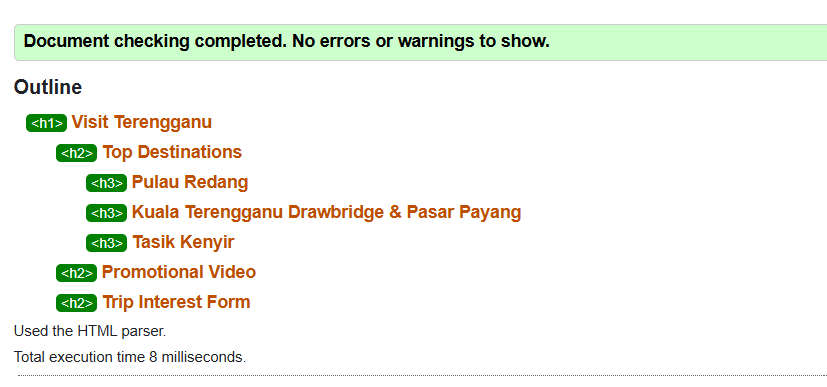 Document checking completed. No errors or warnings to show.
Outline
<h1> Visit Terengganu
<h2> Top Destinations
<h3> Pulau Redang
<h3> Kuala Terengganu Drawbridge & Pasar Payang
<h3> Tasik Kenyir
<h2> Promotional Video
<h2> Trip Interest Form
Used the HTML parser.
Total execution time 8 milliseconds.